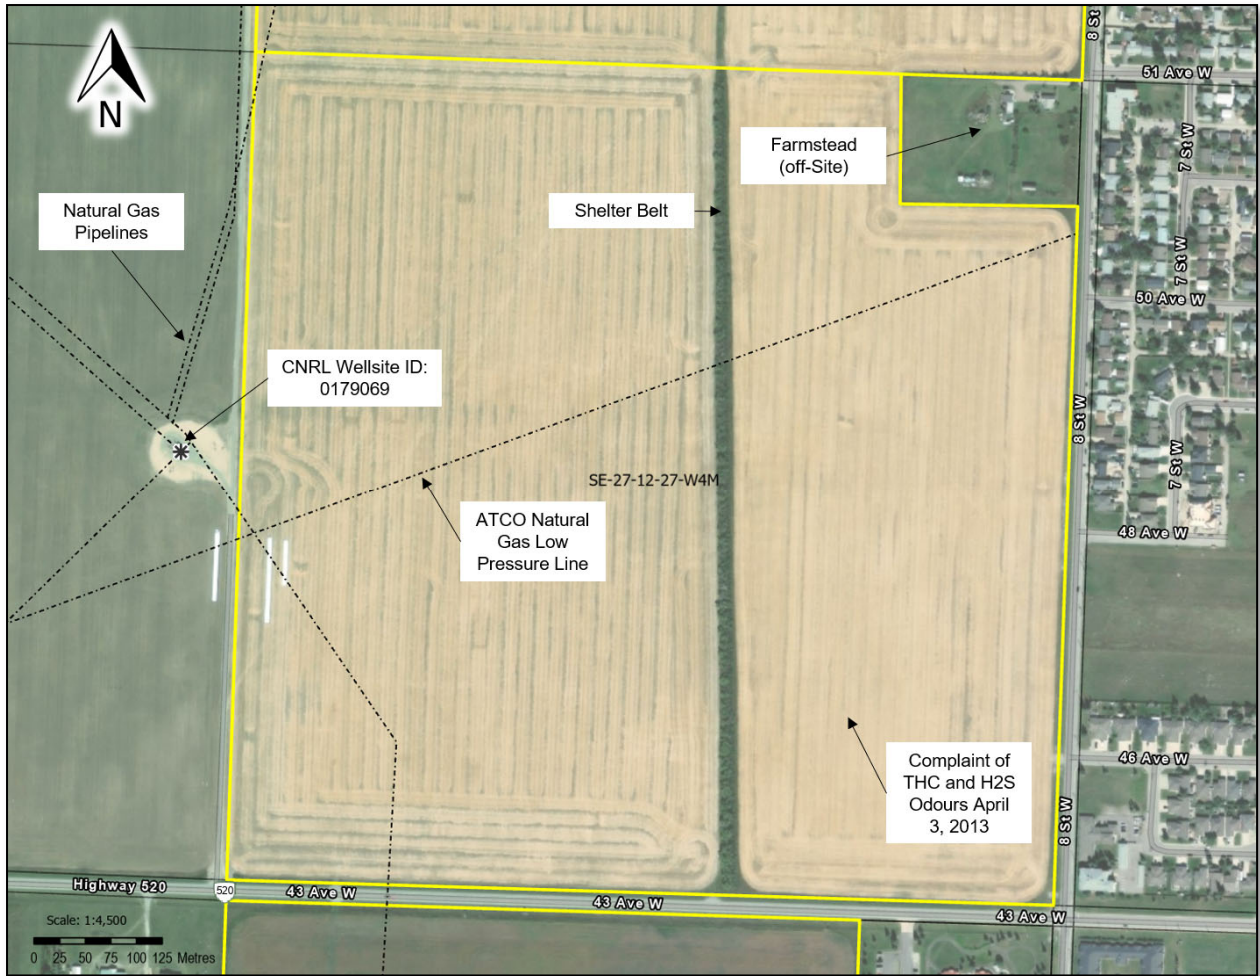 8 St
51 Ave W
N
Farmstead
(off-Site)
7 St W
Natural Gas
Pipelines
Shelter Belt
7 St W
50 Ave W
CNRL Wellsite ID:
0179069
8 St W
7 St W
SE-27-12-27-W4M
ATCO Natural
Gas Low
Pressure Line
48 Ave W
46 Ave W
Complaint of
THC and H2S
Odours April
3, 2013
8 St W
Highway 520
520
43 Ave W
43 Ave W
43 Ave W
Scale: 1:4,500
0 25 50 75 100 125 Metres